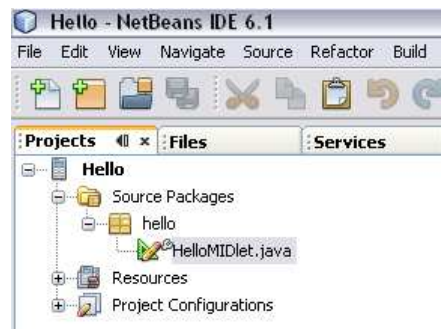 Hello - NetBeans IDE 6.1
File Edit View Navigate Source Refactor Build
Projects Files Services
Hello
Source Packages
hello
HelloMIDlet.java
Resources
Project Configurations